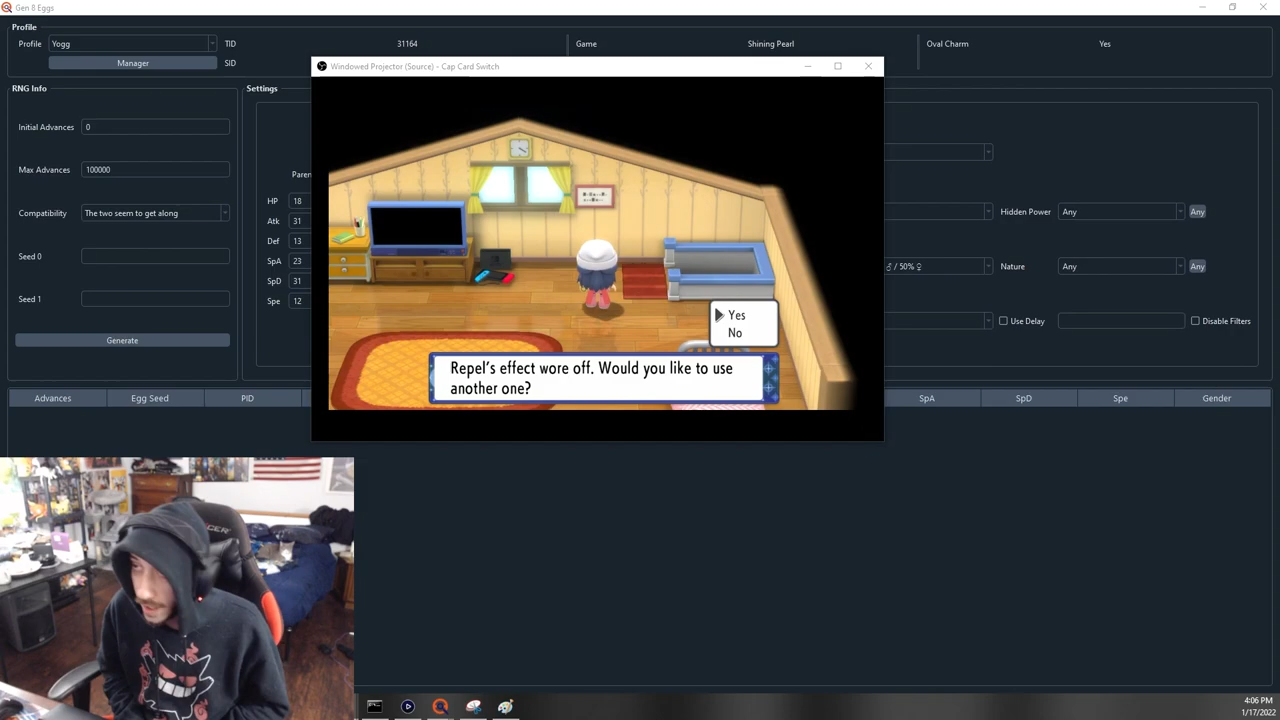 Gen 8 Eggs
Profile
Profile Yogg TID 31164 Game Shining Pearl Oval Charm Yes
Manager SID
RNG Info Settings
Windowed Projector (Source) - Cap Card Switch
Initial Advances 0
Max Advances 100000
Compatibility The two seem to get along
Seed 0
Seed 1
Generate
Paren
HP 18
Atk 31
Def 13
SpA 23
SpD 31
Spe 12
Hidden Power Any Any
♂ / 50% ♀ Nature Any Any
Use Delay Disable Filters
Yes
No
Repel's effect wore off. Would you like to use
another one?
Advances Egg Seed PID SpA SpD Spe Gender
4:06 PM
1/17/2022